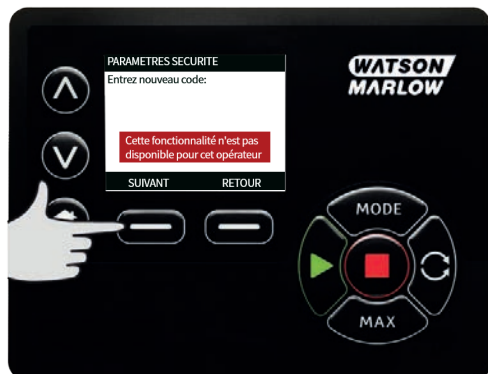 PARAMETRES SECURITE
Entrez nouveau code:
Cette fonctionnalité n'est pas
disponible pour cet opérateur
SUIVANT RETOUR
WATSON
MARLOW
MODE
MAX